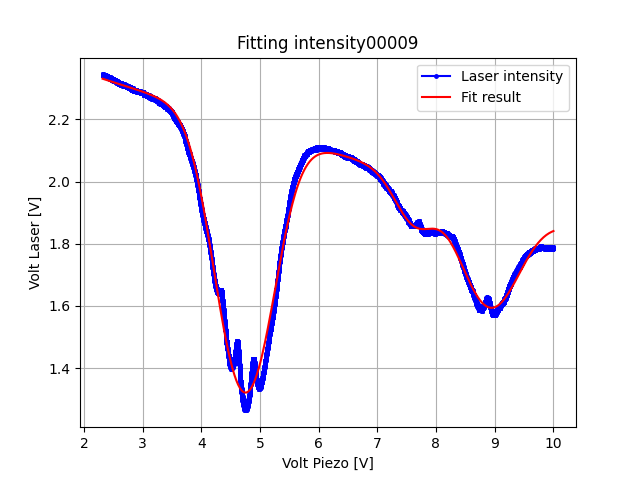 Fitting intensity00009
Laser intensity
Fit result
Volt Laser [V]
2.2
2.0
1.8
1.6
1.4
2 3 4 5 6 7 8 9 10
Volt Piezo [V]